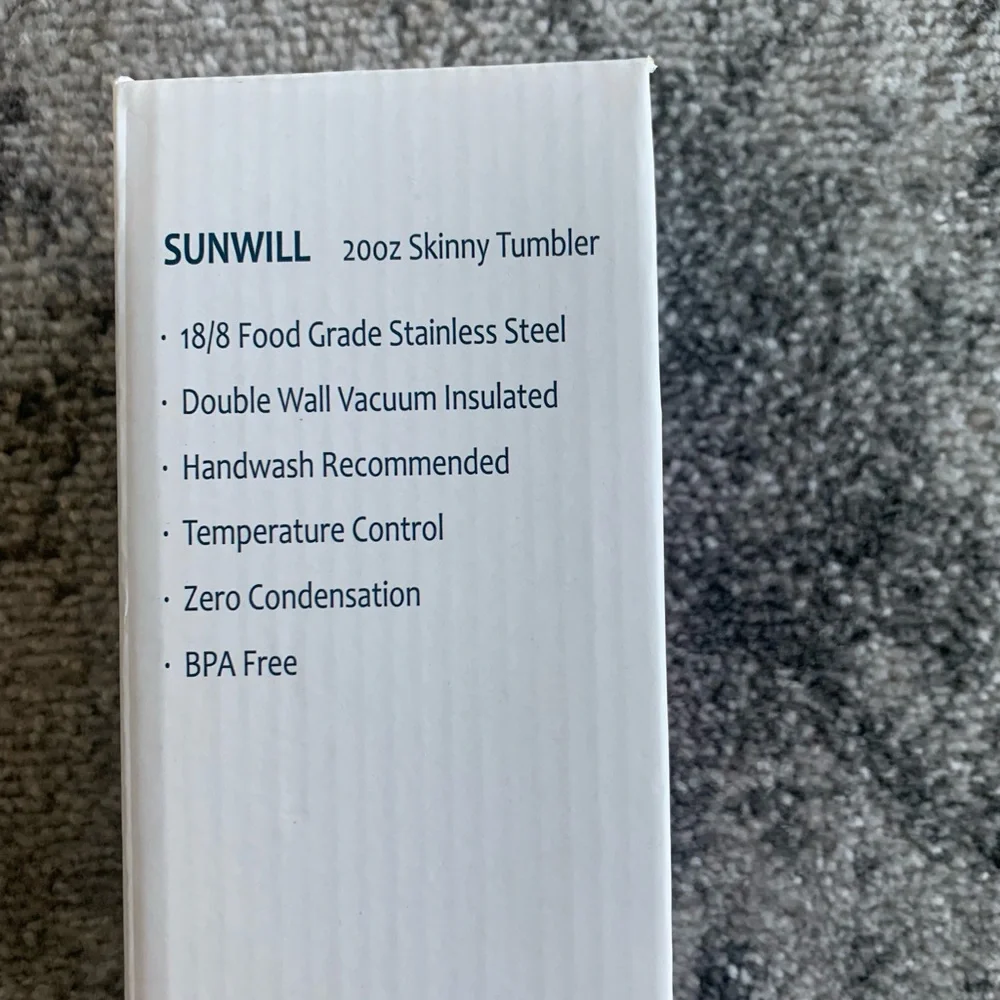 SUNWILL 20oz Skinny Tumbler
· 18/8 Food Grade Stainless Steel
· Double Wall Vacuum Insulated
· Handwash Recommended
· Temperature Control
· Zero Condensation
· BPA Free